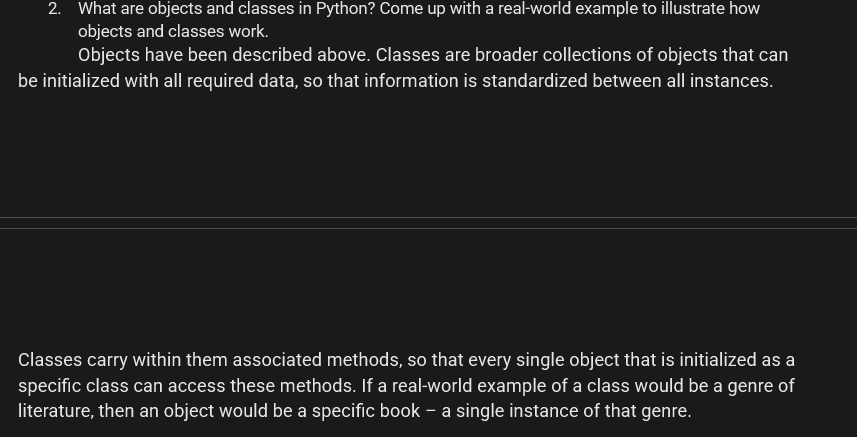 2. What are objects and classes in Python? Come up with a real-world example to illustrate how
objects and classes work.
Objects have been described above. Classes are broader collections of objects that can
be initialized with all required data, so that information is standardized between all instances.
Classes carry within them associated methods, so that every single object that is initialized as a
specific class can access these methods. If a real-world example of a class would be a genre of
literature, then an object would be a specific book – a single instance of that genre.